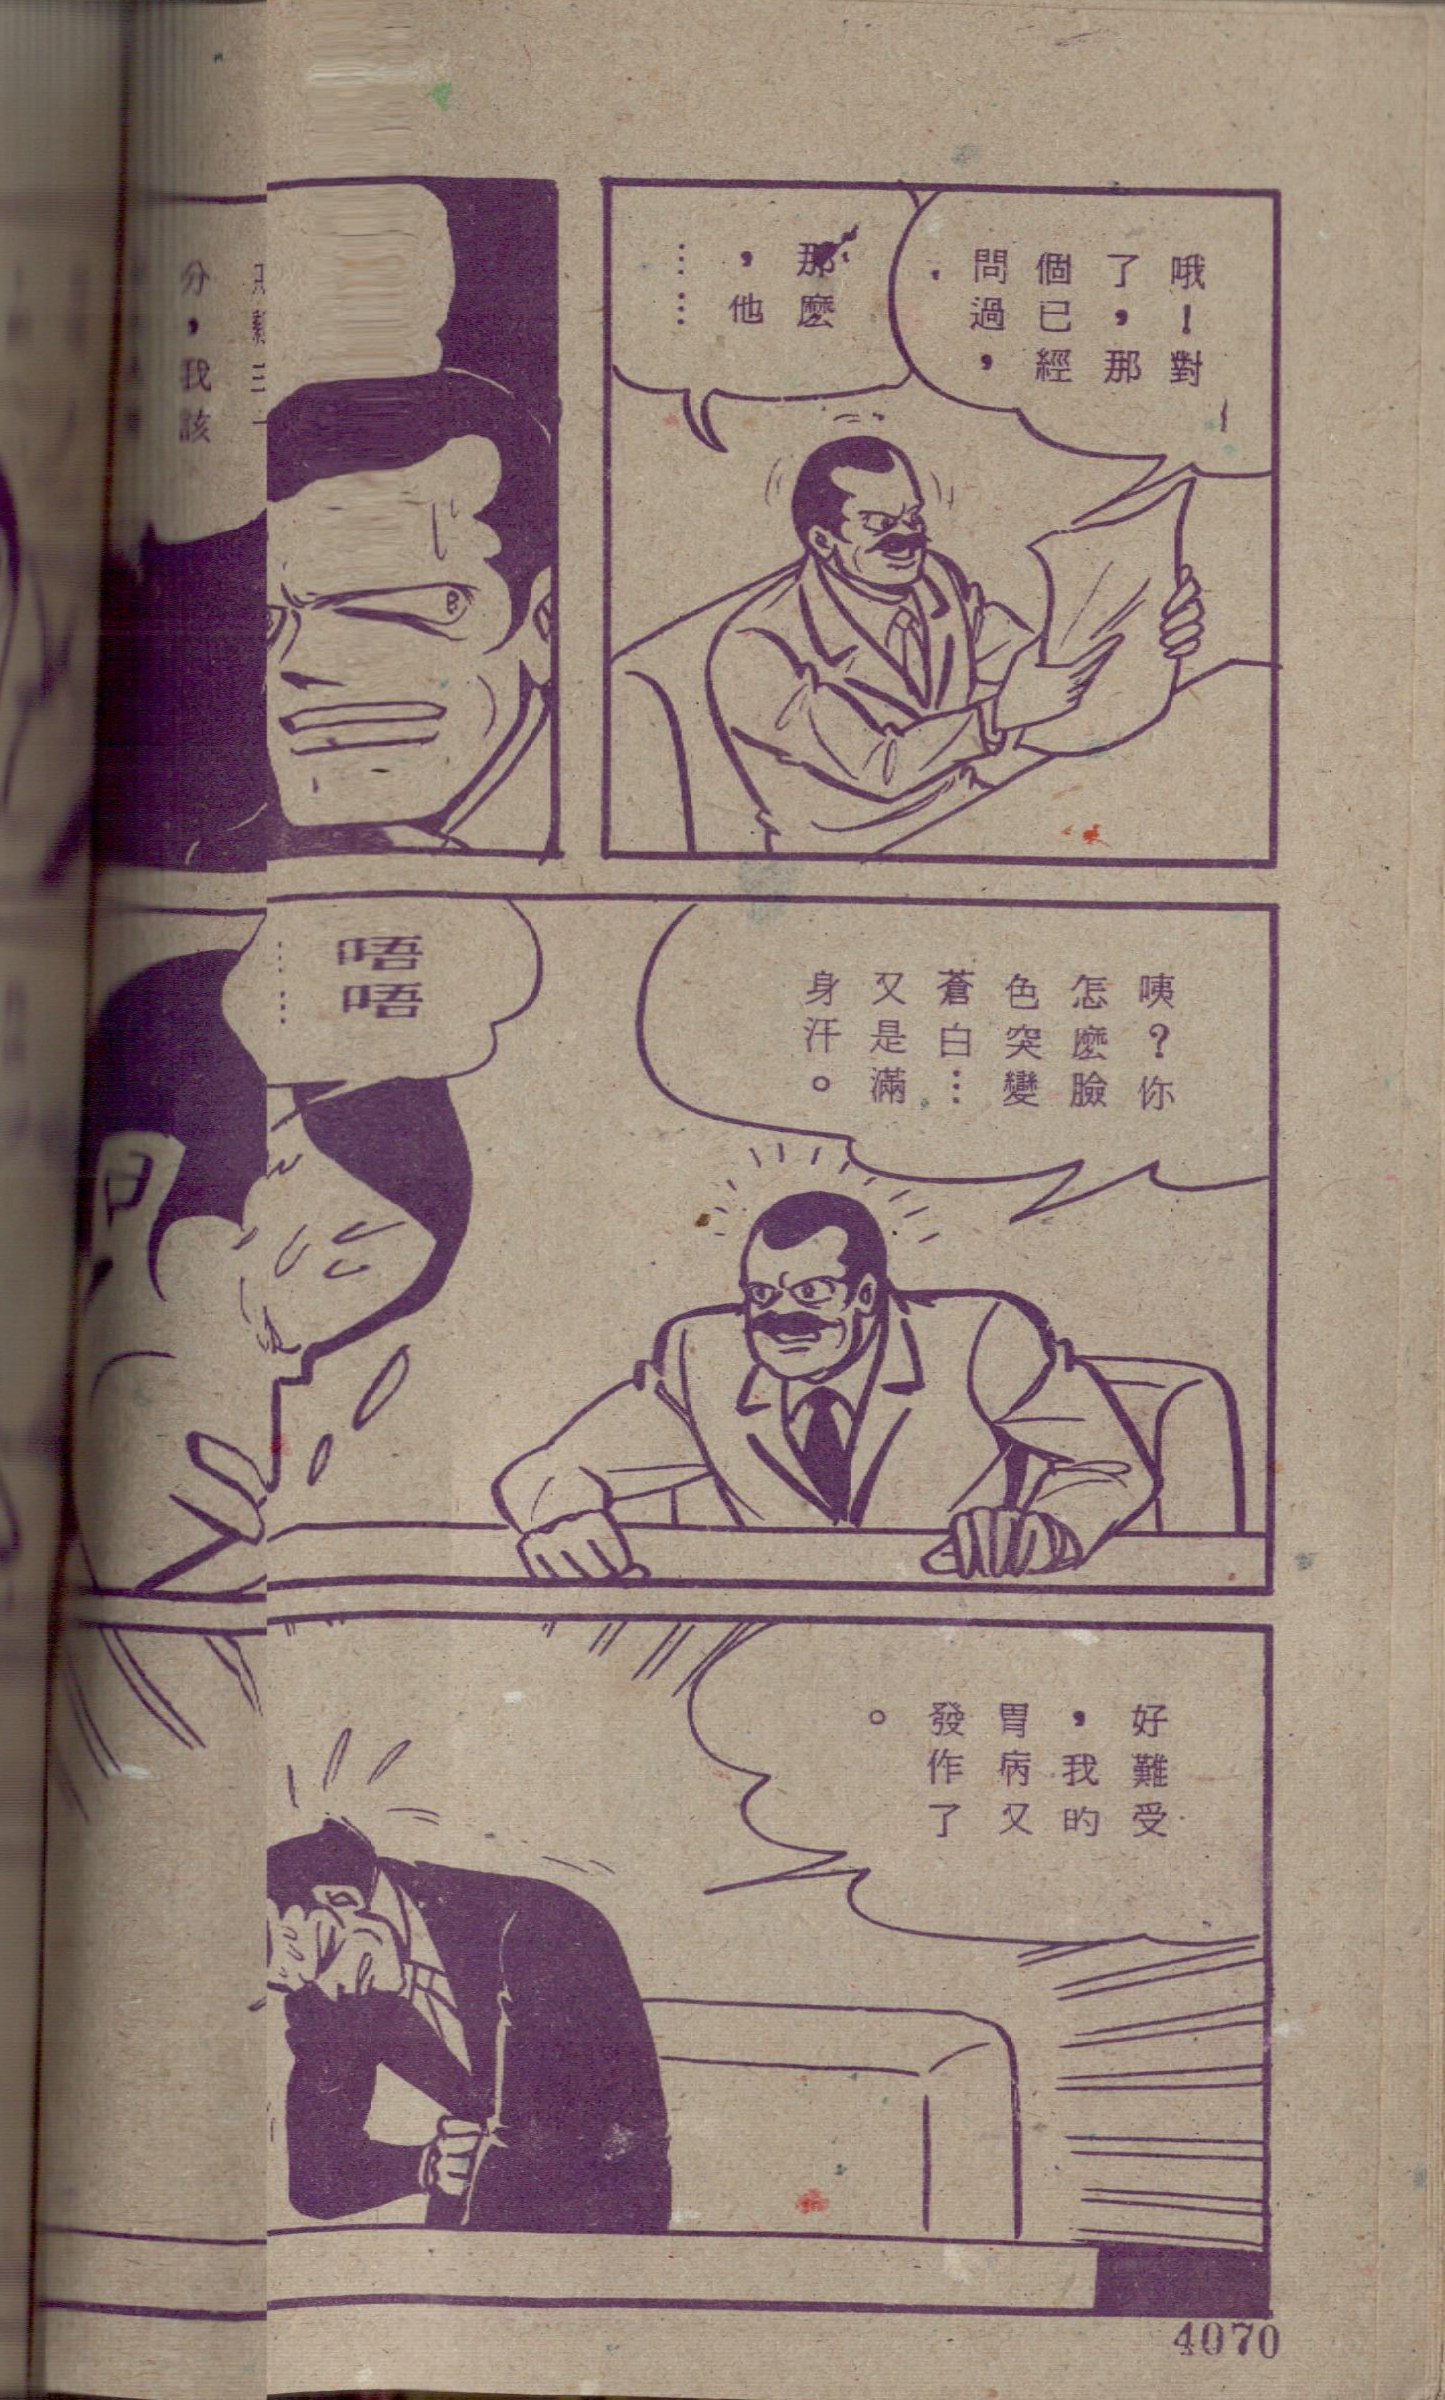 哦！對
了，那
個已經
問過，
那麼
，他
……
分，我該
咦？你
怎麼臉
色突變
蒼白…
又是滿
身汗。
唔唔
……
好難受
，我的
胃病又
發作了
。
4070